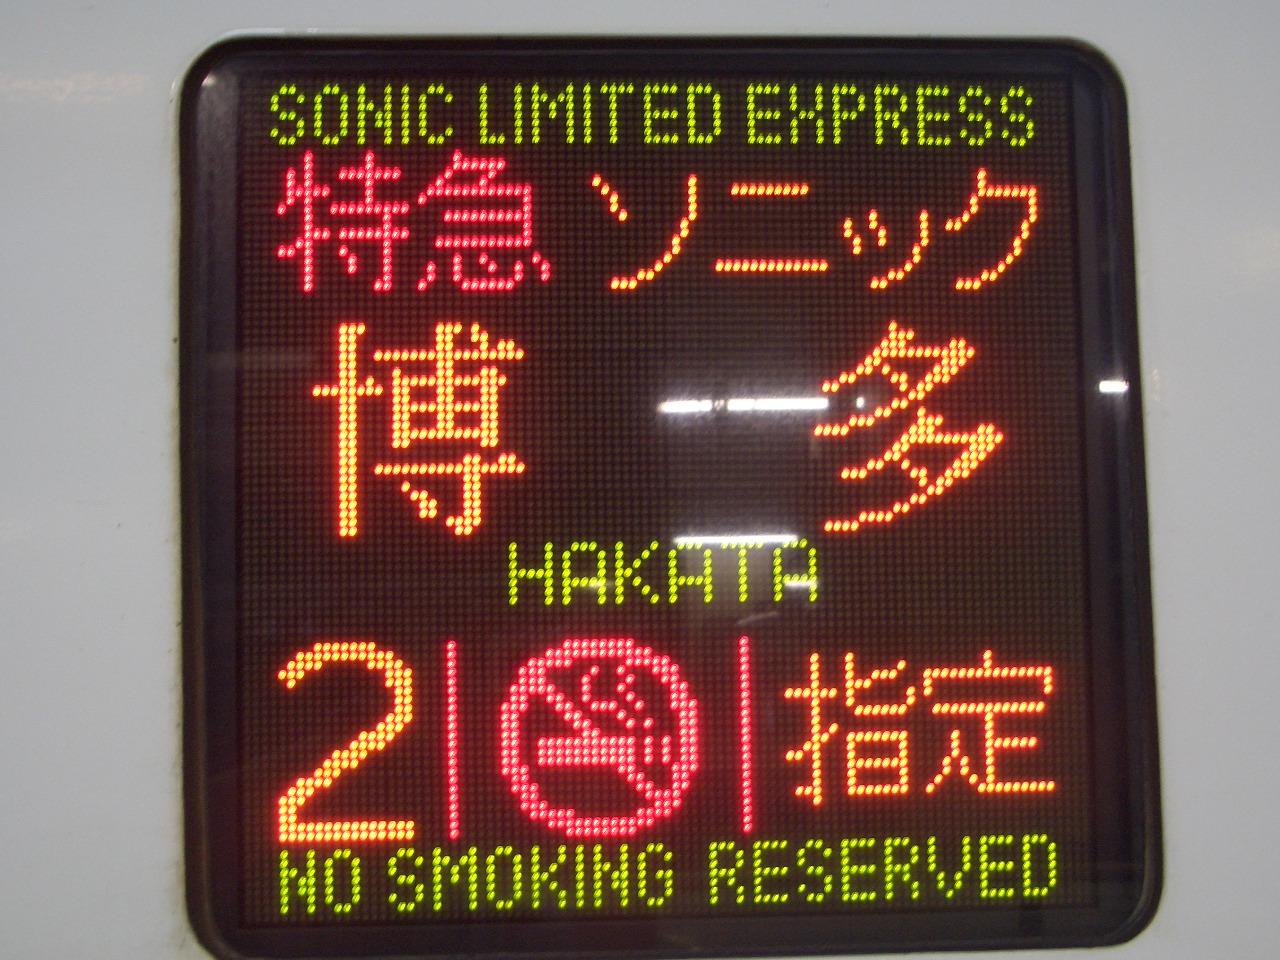 SONIC LIMITED EXPRESS
特急 ソニック
博 多
HAKATA
2 指定
NO SMOKING RESERVED